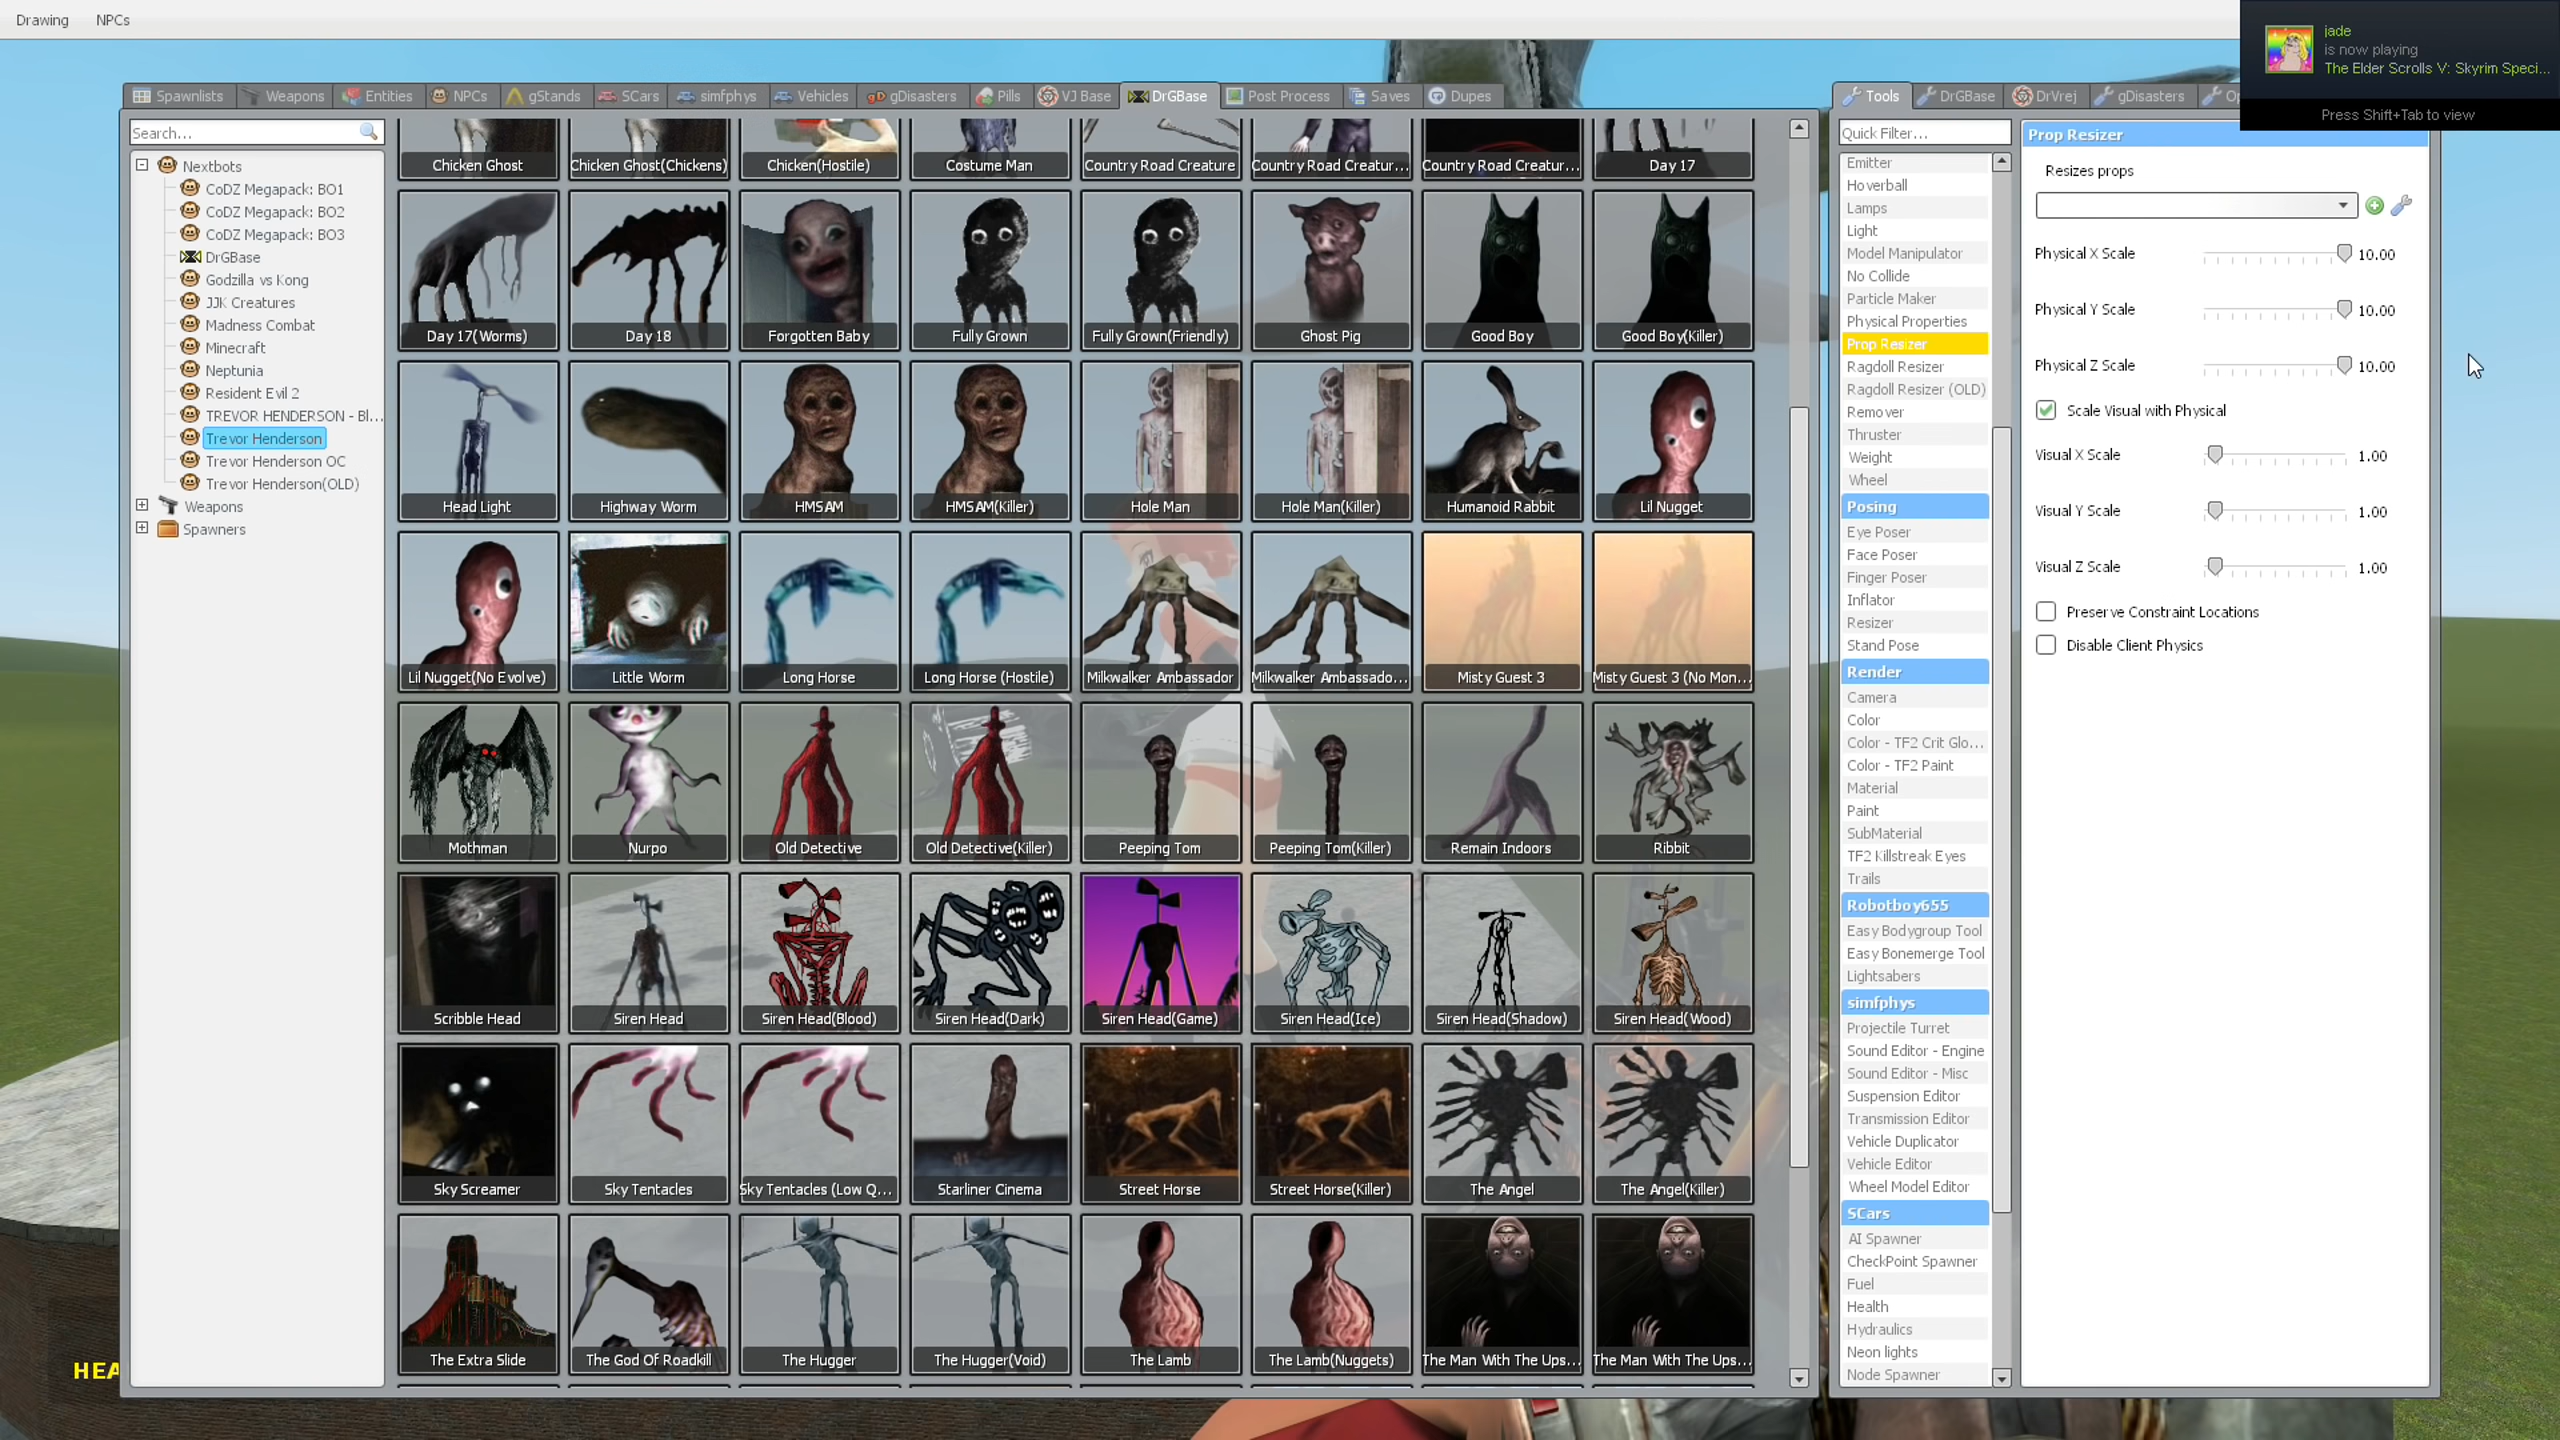 Drawing NPCs
jade
is now playing
The Elder Scrolls V: Skyrim Speci...
Press Shift+Tab to view
Spawnlists Weapons Entities NPCs gStands SCars simfphys Vehicles gDisasters Pills VJ Base DrGBase Post Process Saves Dupes
Search...
Nextbots
CoDZ Megapack: BO1
CoDZ Megapack: BO2
CoDZ Megapack: BO3
DrGBase
Godzilla vs Kong
JJK Creatures
Madness Combat
Minecraft
Neptunia
Resident Evil 2
TREVOR HENDERSON - Bl...
Trevor Henderson
Trevor Henderson OC
Trevor Henderson(OLD)
Weapons
Spawners
Chicken Ghost Chicken Ghost(Chickens) Chicken(Hostile) Costume Man Country Road Creature Country Road Creatur... Country Road Creatur... Day 17
Day 17(Worms) Day 18 Forgotten Baby Fully Grown Fully Grown(Friendly) Ghost Pig Good Boy Good Boy(Killer)
Head Light Highway Worm HMSAM HMSAM(Killer) Hole Man Hole Man(Killer) Humanoid Rabbit Lil Nugget
Lil Nugget(No Evolve) Little Worm Long Horse Long Horse (Hostile) Milkwalker Ambassador Milkwalker Ambassado... Misty Guest 3 Misty Guest 3 (No Mon...
Mothman Nurpo Old Detective Old Detective(Killer) Peeping Tom Peeping Tom(Killer) Remain Indoors Ribbit
Scribble Head Siren Head Siren Head(Blood) Siren Head(Dark) Siren Head(Game) Siren Head(Ice) Siren Head(Shadow) Siren Head(Wood)
Sky Screamer Sky Tentacles Sky Tentacles (Low Q... Starliner Cinema Street Horse Street Horse(Killer) The Angel The Angel(Killer)
The Extra Slide The God Of Roadkill The Hugger The Hugger(Void) The Lamb The Lamb(Nuggets) The Man With The Ups... The Man With The Ups...
HEA
Tools DrGBase DrVrej gDisasters Op
Quick Filter...
Emitter
Hoverball
Lamps
Light
Model Manipulator
No Collide
Particle Maker
Physical Properties
Prop Resizer
Ragdoll Resizer
Ragdoll Resizer (OLD)
Remover
Thruster
Weight
Wheel
Posing
Eye Poser
Face Poser
Finger Poser
Inflator
Resizer
Stand Pose
Render
Camera
Color
Color - TF2 Crit Glo...
Color - TF2 Paint
Material
Paint
SubMaterial
TF2 Killstreak Eyes
Trails
Robotboy655
Easy Bodygroup Tool
Easy Bonemerge Tool
Lightsabers
simfphys
Projectile Turret
Sound Editor - Engine
Sound Editor - Misc
Suspension Editor
Transmission Editor
Vehicle Duplicator
Vehicle Editor
Wheel Model Editor
SCars
AI Spawner
CheckPoint Spawner
Fuel
Health
Hydraulics
Neon lights
Node Spawner
Prop Resizer
Resizes props
Physical X Scale 10.00
Physical Y Scale 10.00
Physical Z Scale 10.00
Scale Visual with Physical
Visual X Scale 1.00
Visual Y Scale 1.00
Visual Z Scale 1.00
Preserve Constraint Locations
Disable Client Physics